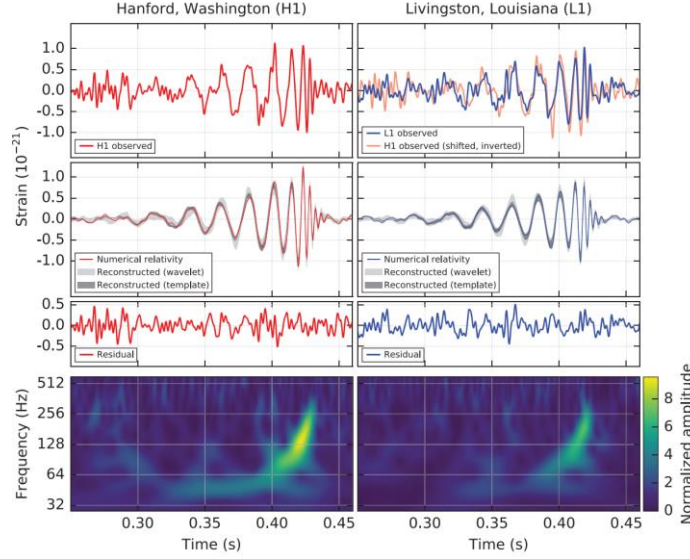 Hanford, Washington (H1)
Livingston, Louisiana (L1)
Strain (10⁻²¹)
1.0
0.5
0.0
-0.5
-1.0
H1 observed
L1 observed
H1 observed (shifted, inverted)
1.0
0.5
0.0
-0.5
-1.0
Numerical relativity
Reconstructed (wavelet)
Reconstructed (template)
Numerical relativity
Reconstructed (wavelet)
Reconstructed (template)
0.5
0.0
-0.5
Residual
Residual
Frequency (Hz)
512
256
128
64
32
0.30
0.35
0.40
0.45
Time (s)
0.30
0.35
0.40
0.45
Time (s)
8
6
4
2
0
Normalized amplitude